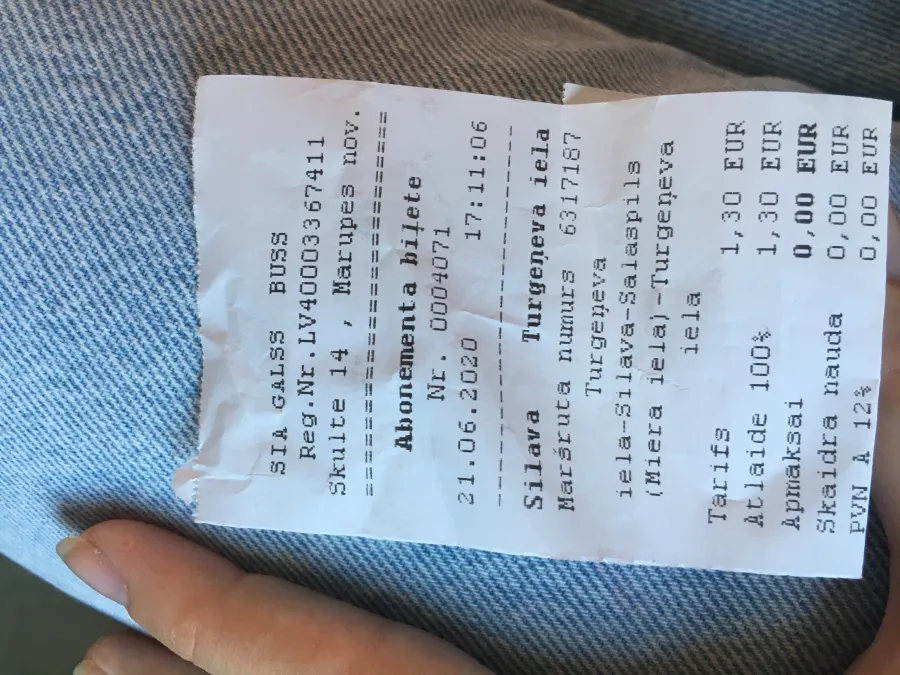 SIA GALSS BUSS
Reg.Nr.LV40003367411
Skulte 14 , Marupes nov.
========================
Abonementa biļete
Nr. 0004071
21.06.2020 17:11:06
------------------------
Silava Turgeņeva iela
Maršruta numurs 6317187
Turgeņeva
iela-Silava-Salaspils
(Miera iela)-Turgeņeva
iela
Tarifs 1,30 EUR
Atlaide 100% 1,30 EUR
Apmaksai 0,00 EUR
Skaidra nauda 0,00 EUR
PVN A 12% 0,00 EUR